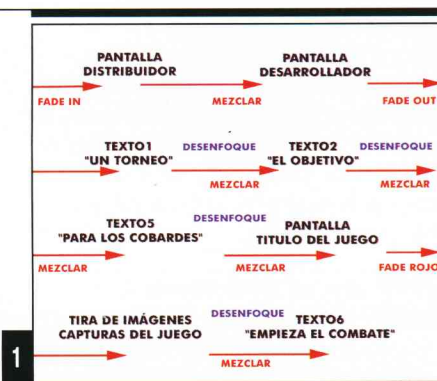 PANTALLA PANTALLA
DISTRIBUIDOR DESARROLLADOR
FADE IN MEZCLAR FADE OUT
TEXTO1 DESENFOQUE TEXTO2 DESENFOQUE
"UN TORNEO" "EL OBJETIVO"
MEZCLAR MEZCLAR
TEXTO5 DESENFOQUE PANTALLA
"PARA LOS COBARDES" TITULO DEL JUEGO
MEZCLAR MEZCLAR FADE ROJO
TIRA DE IMÁGENES DESENFOQUE TEXTO6
CAPTURAS DEL JUEGO "EMPIEZA EL COMBATE"
MEZCLAR
1